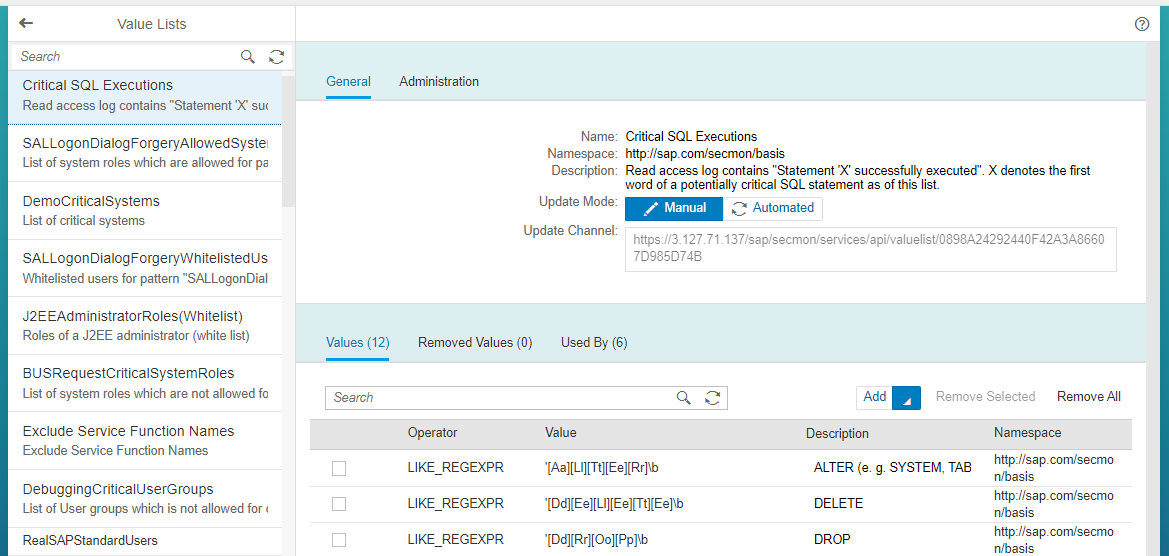 Value Lists
Search
Critical SQL Executions
Read access log contains "Statement 'X' suc
SALLogonDialogForgeryAllowedSyster
List of system roles which are allowed for pa
DemoCriticalSystems
List of critical systems
SALLogonDialogForgeryWhitelistedUs
Whitelisted users for pattern "SALLogonDial
J2EEAdministratorRoles(Whitelist)
Roles of a J2EE administrator (white list)
BUSRequestCriticalSystemRoles
List of system roles which are not allowed fo
Exclude Service Function Names
Exclude Service Function Names
DebuggingCriticalUserGroups
List of User groups which is not allowed for
RealSAPStandardUsers
General Administration
Name: Critical SQL Executions
Namespace: http://sap.com/secmon/basis
Description: Read access log contains "Statement 'X' successfully executed". X denotes the first
word of a potentially critical SQL statement as of this list.
Update Mode: Manual Automated
Update Channel: https://3.127.71.137/sap/secmon/services/api/valuelist/0898A24292440F42A3A8660
7D985D74B
Values (12) Removed Values (0) Used By (6)
Search Add Remove Selected Remove All
Operator Value Description Namespace
LIKE_REGEXPR '[Aa][Ll][Tt][Ee][Rr]\b ALTER (e. g. SYSTEM, TAB http://sap.com/secmo
n/basis
LIKE_REGEXPR '[Dd][Ee][Ll][Ee][Tt][Ee]\b DELETE http://sap.com/secmo
n/basis
LIKE_REGEXPR '[Dd][Rr][Oo][Pp]\b DROP http://sap.com/secmo
n/basis